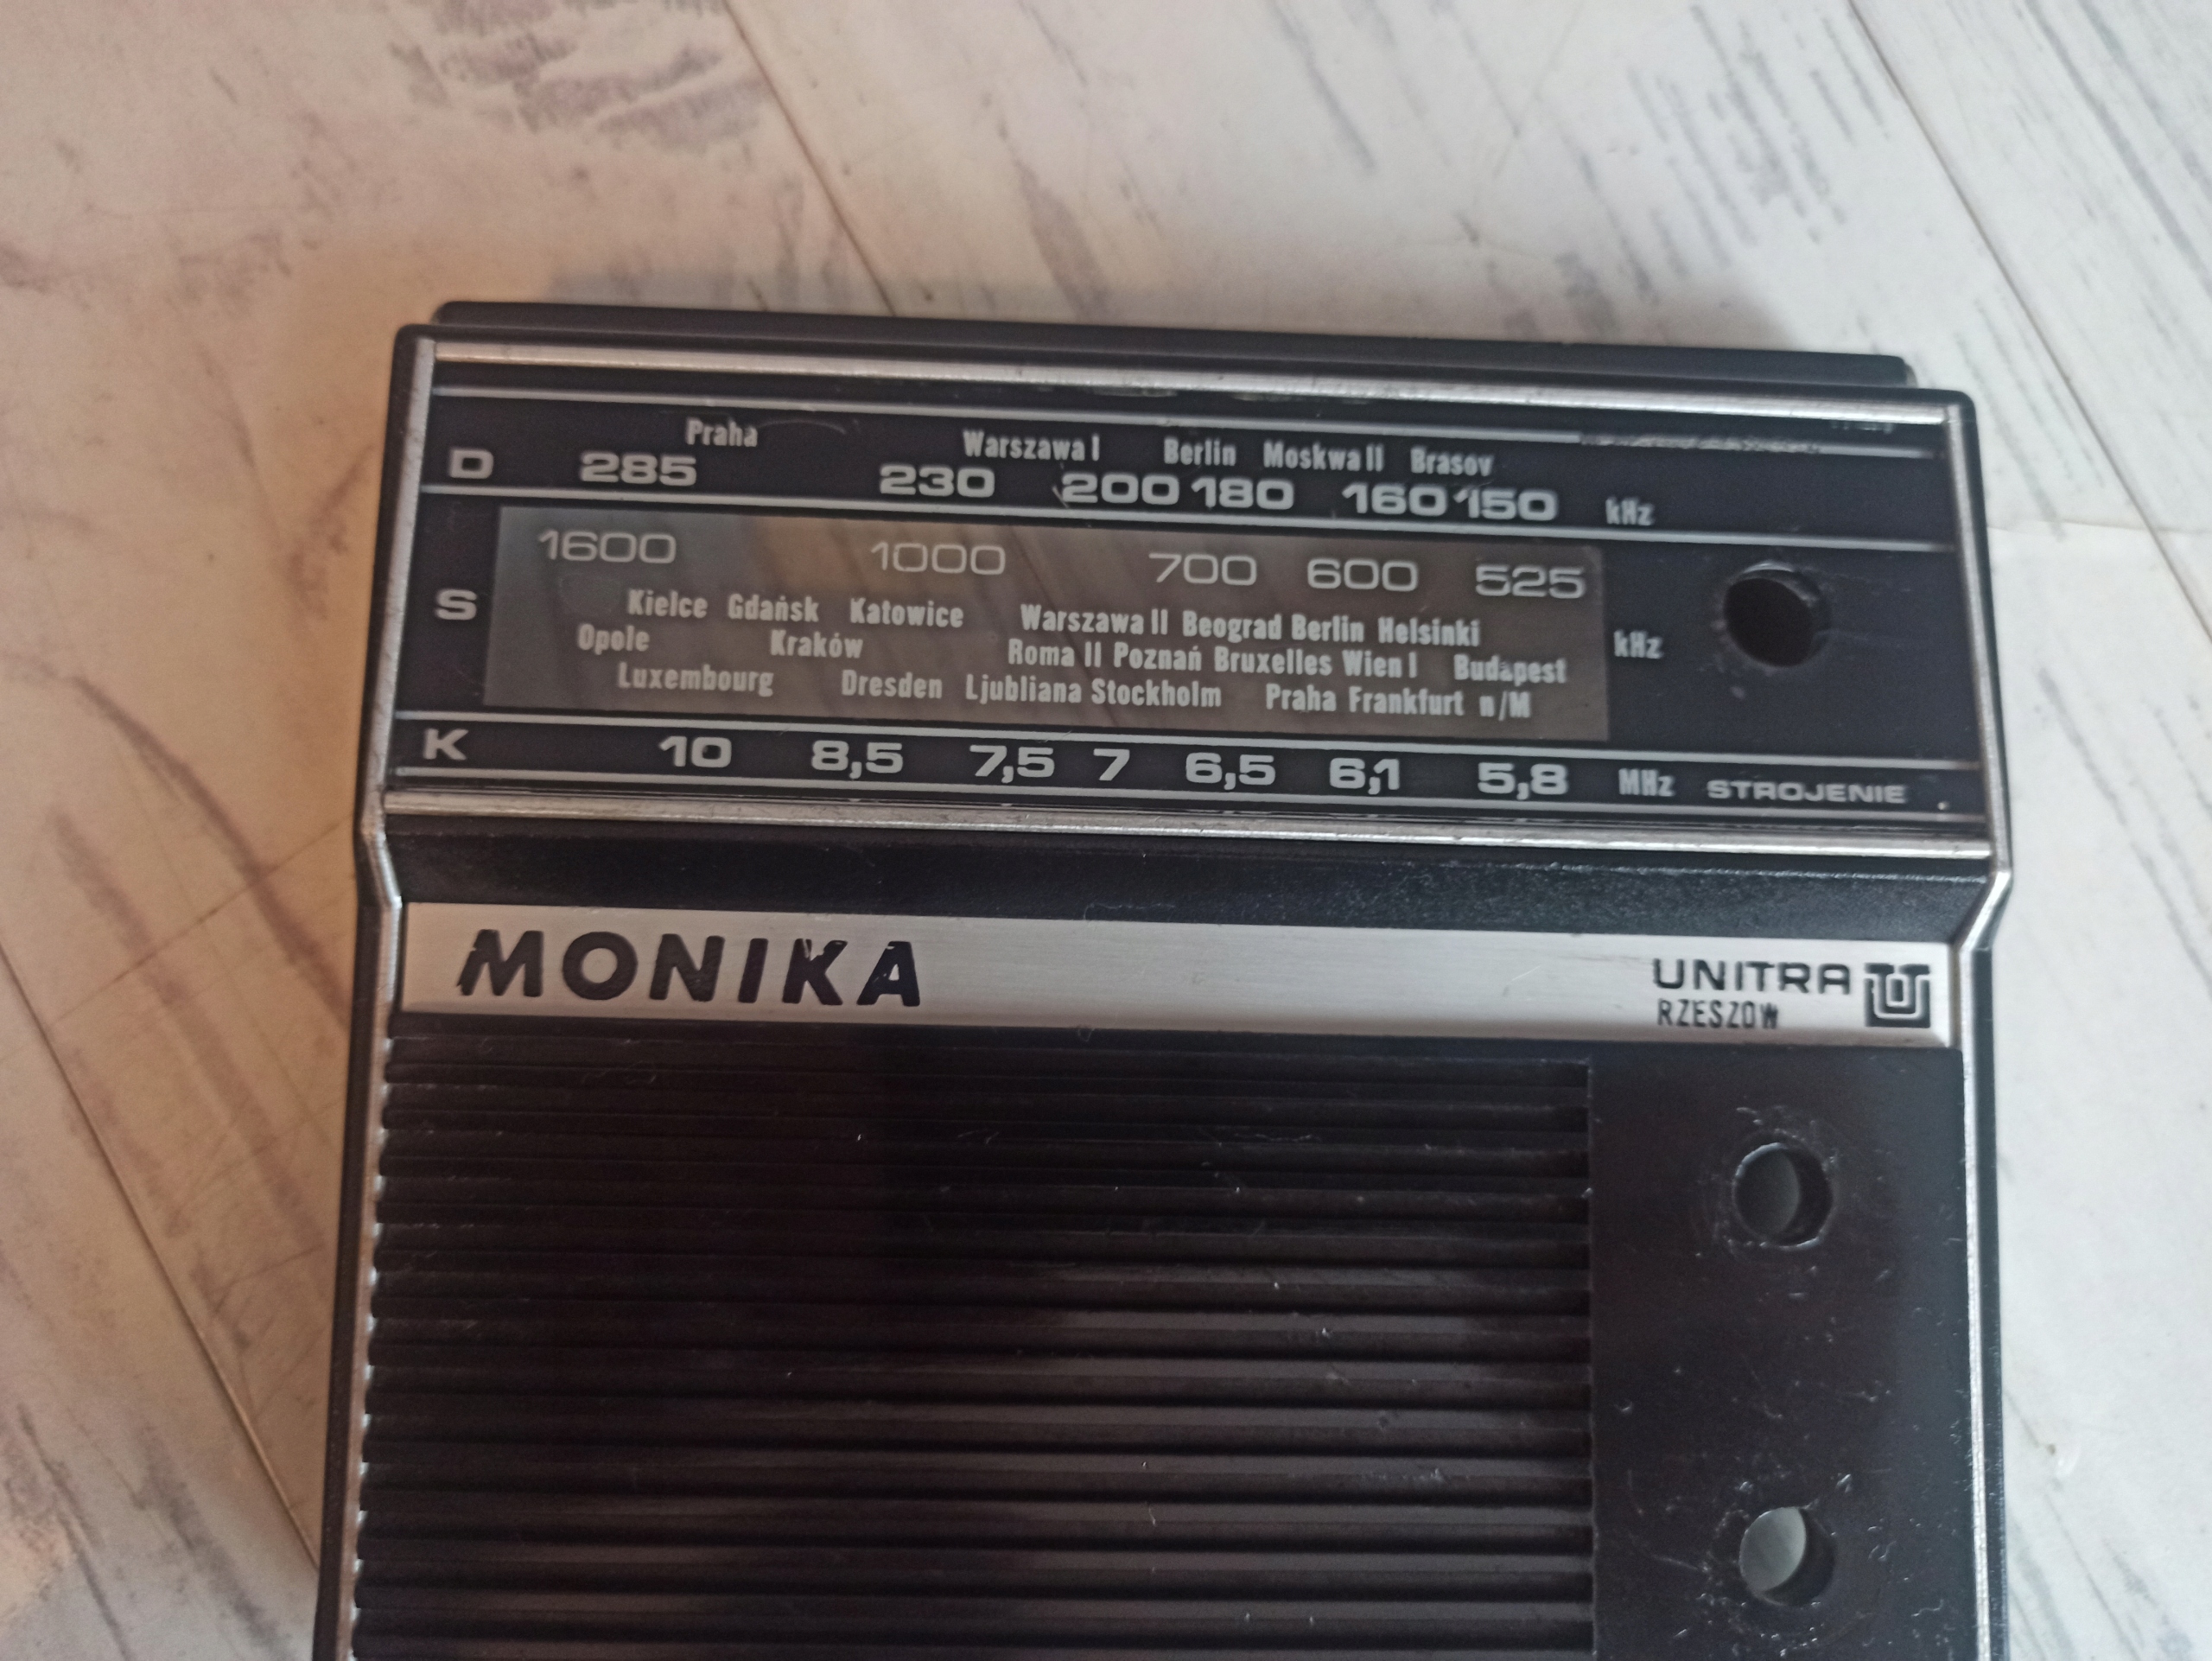 Praha Warszawa I Berlin Moskwa II Brasov
D 285 230 200 180 160 150 kHz
1600 1000 700 600 525
S Kielce Gdańsk Katowice Warszawa II Beograd Berlin Helsinki kHz
Opole Kraków Roma II Poznań Bruxelles Wien I Budapest
Luxembourg Dresden Ljubliana Stockholm Praha Frankfurt n/M
K 10 8,5 7,5 7 6,5 6,1 5,8 MHz STROJENIE
MONIKA UNITRA
RZESZOW